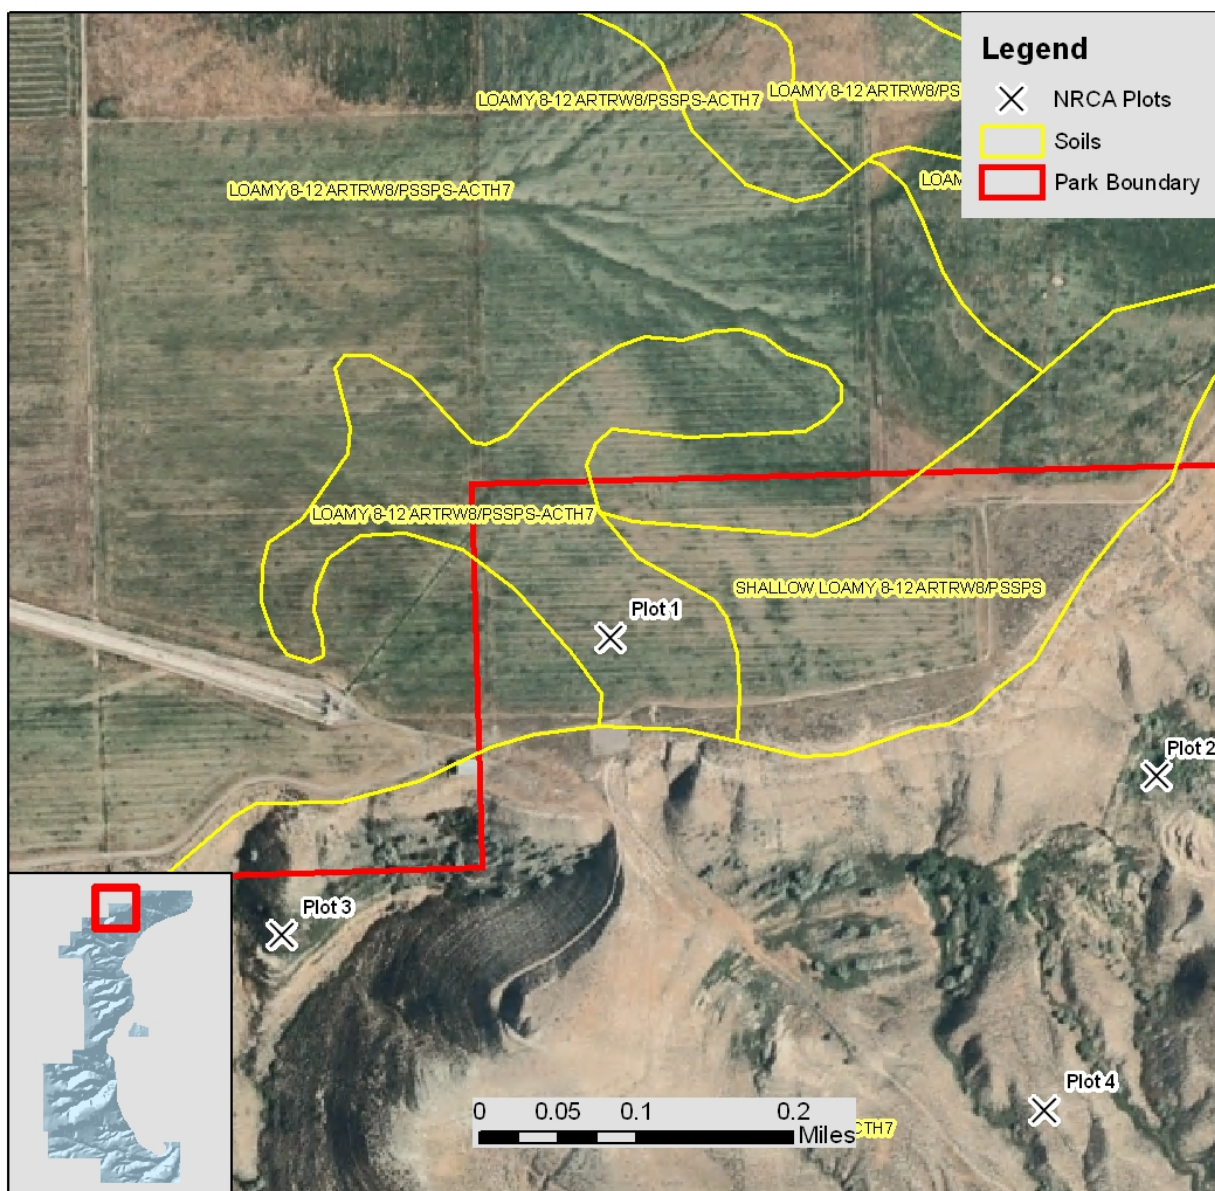 Legend
NRCA Plots
Soils
Park Boundary
LOAMY 8-12 ARTRW8/PSSPS-ACTH7
LOAMY 8-12 ARTRW8/PS
LOAM
LOAMY 8-12 ARTRW8/PSSPS-ACTH7
LOAMY 8-12 ARTRW8/PSSPS-ACTH7
SHALLOW LOAMY 8-12 ARTRW8/PSSPS
Plot 1
Plot 2
Plot 3
Plot 4
0 0.05 0.1 0.2
Miles
CTH7